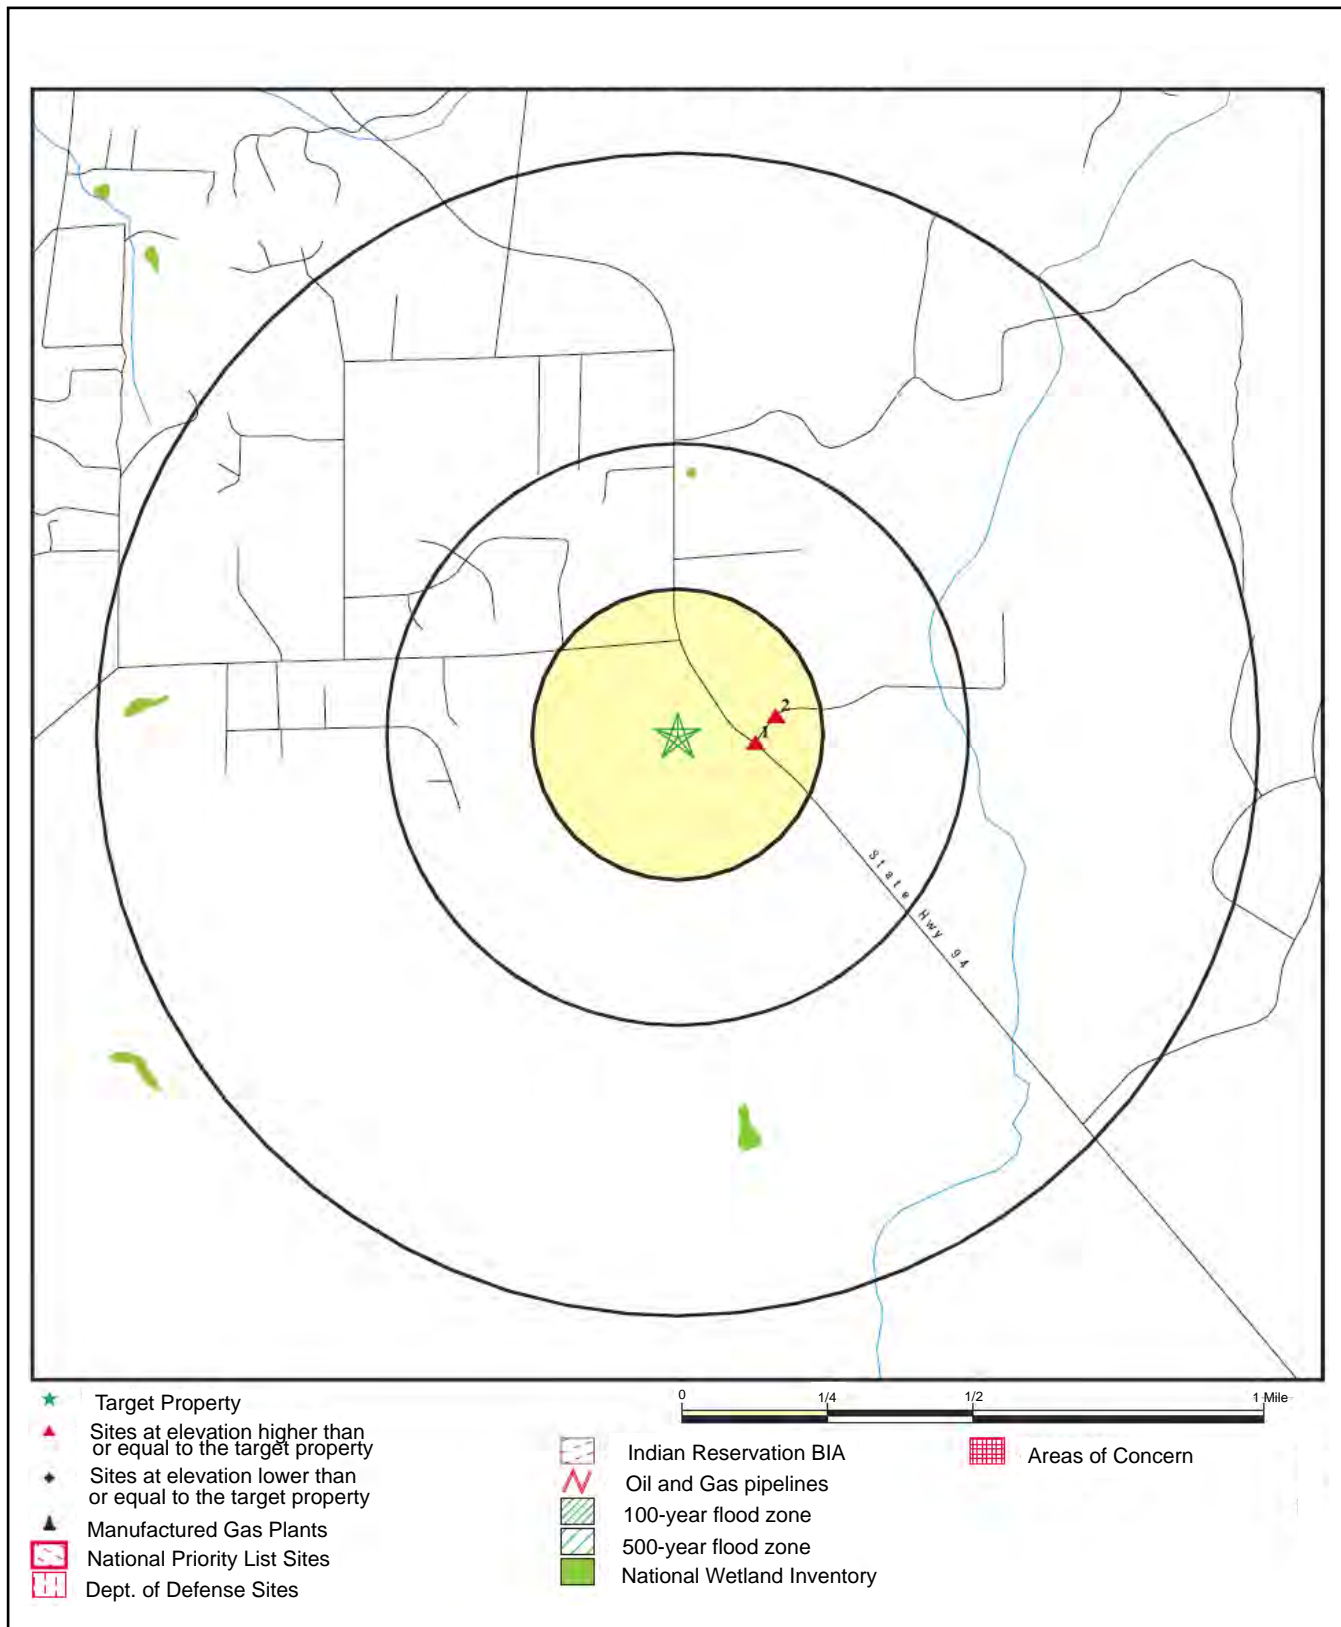 2
1
State Hwy 94
0 1/4 1/2 1 Mile
Target Property
Sites at elevation higher than
or equal to the target property
Sites at elevation lower than
or equal to the target property
Manufactured Gas Plants
National Priority List Sites
Dept. of Defense Sites
Indian Reservation BIA
Oil and Gas pipelines
100-year flood zone
500-year flood zone
National Wetland Inventory
Areas of Concern